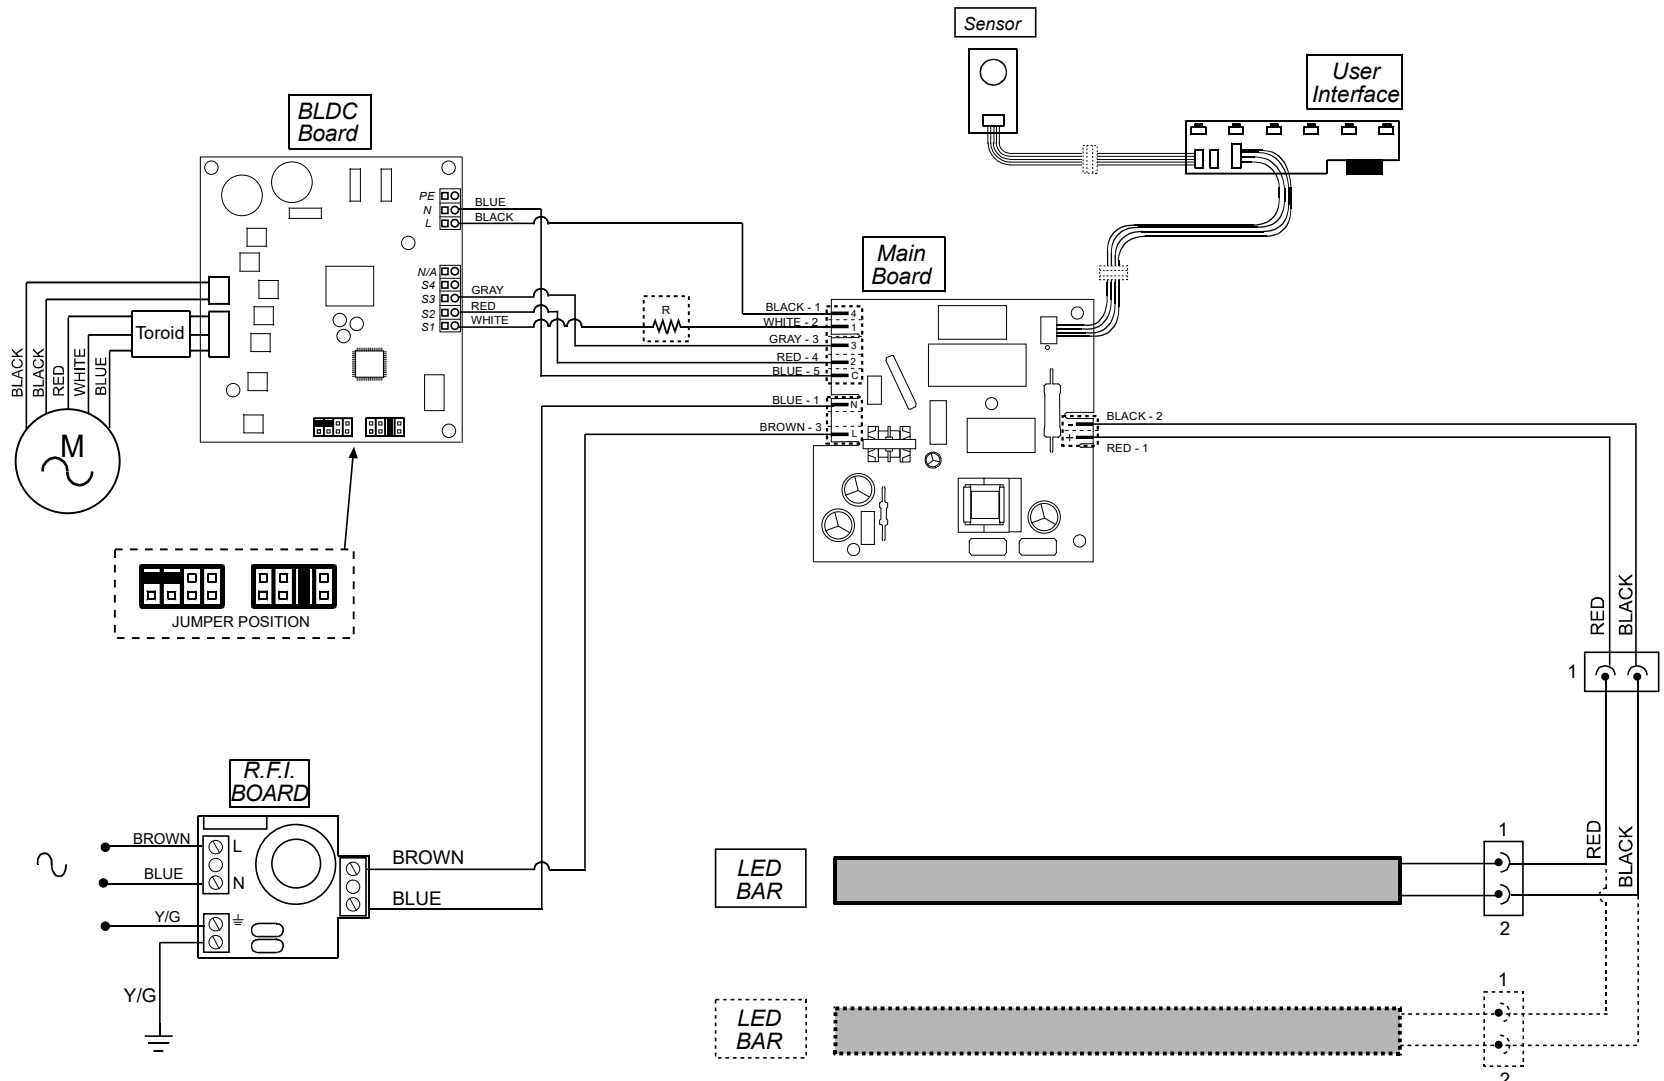 Sensor
User
Interface
BLDC
Board
PE
N
L
BLUE
BLACK
N/A
S4
S3
S2
S1
GRAY
RED
WHITE
R
Main
Board
BLACK - 1
WHITE - 2
GRAY - 3
RED - 4
BLUE - 5
BLUE - 1
BROWN - 3
4
1
3
2
C
N
L
-
+
BLACK - 2
RED - 1
Toroid
BLACK
BLACK
RED
WHITE
BLUE
M
JUMPER POSITION
RED
BLACK
1
R.F.I.
BOARD
BROWN
L
BLUE
N
Y/G
Y/G
BROWN
BLUE
LED
BAR
1
2
RED
BLACK
LED
BAR
1
2